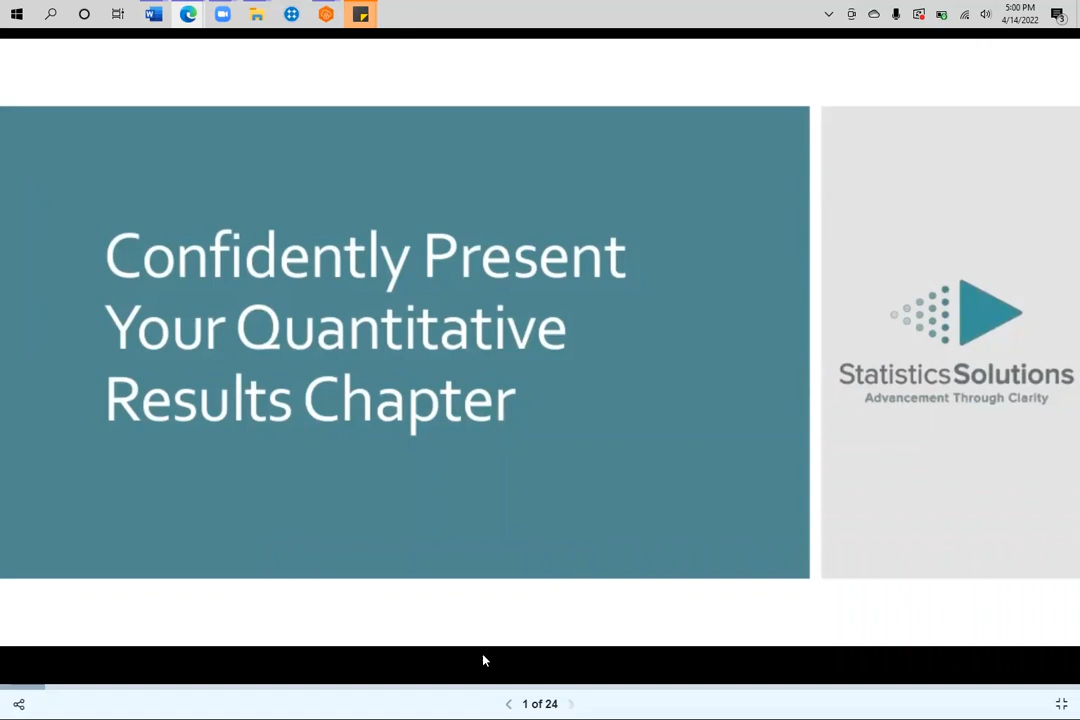 5:00 PM
4/14/2022
3
Confidently Present
Your Quantitative
Results Chapter
StatisticsSolutions
Advancement Through Clarity
1 of 24